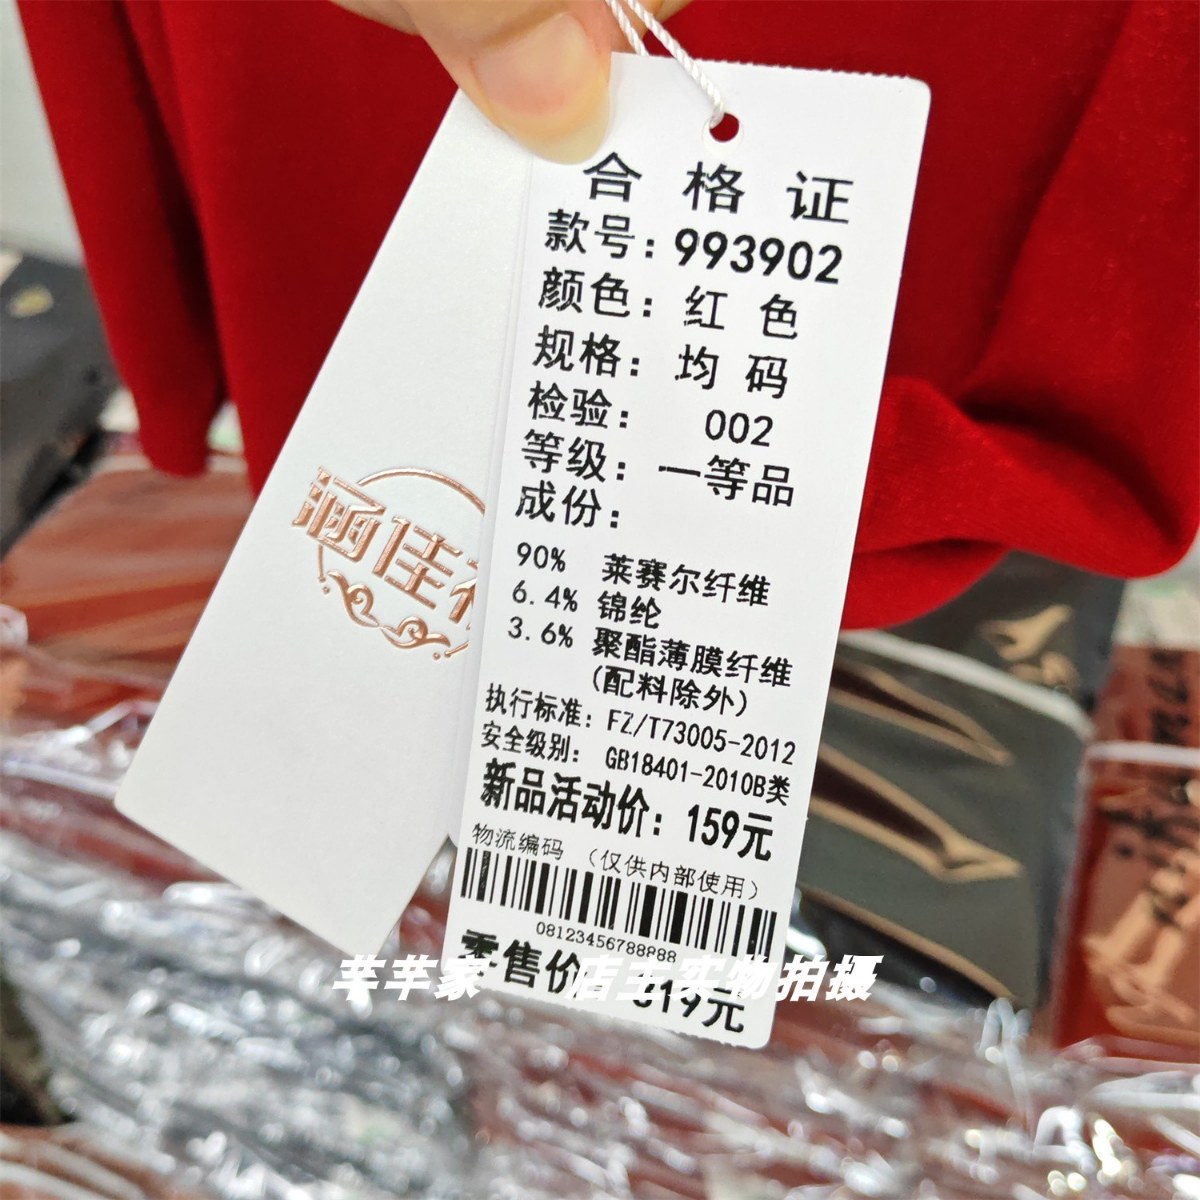 合格证
款号：993902
颜色：红色
规格：均码
检验：002
等级：一等品
成份：
90% 莱赛尔纤维
6.4% 锦纶
3.6% 聚酯薄膜纤维
(配料除外)
执行标准：FZ/T73005-2012
安全级别：GB18401-2010B类
新品活动价：159元
物流编码（仅供内部使用）
08123456788888
零售价 319元
涵佳
芊芊家 店主实物拍摄